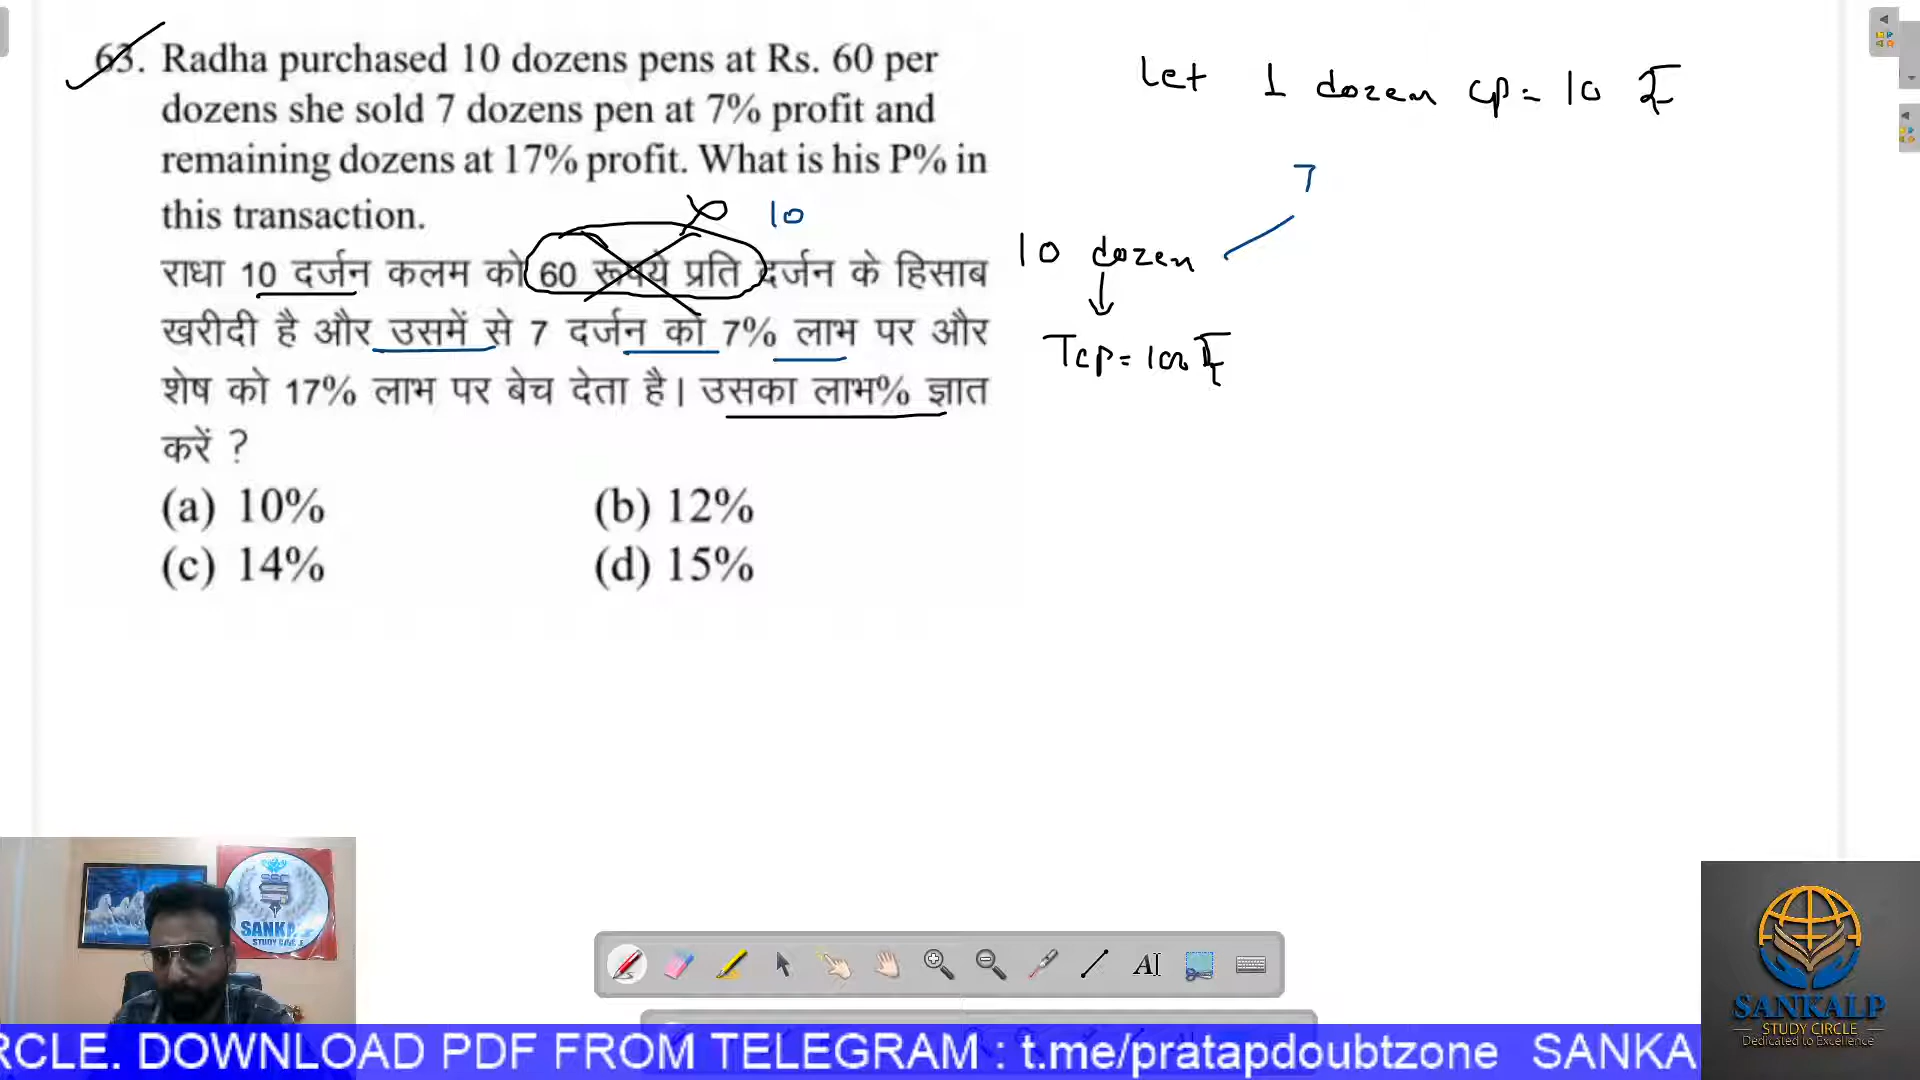 63. Radha purchased 10 dozens pens at Rs. 60 per
dozens she sold 7 dozens pen at 7% profit and
remaining dozens at 17% profit. What is his P% in
this transaction.
10
राधा 10 दर्जन कलम को 60 रूपये प्रति दर्जन के हिसाब
खरीदी है और उसमें से 7 दर्जन को 7% लाभ पर और
शेष को 17% लाभ पर बेच देता है। उसका लाभ% ज्ञात
करें ?
(a) 10%
(b) 12%
(c) 14%
(d) 15%
Let 1 dozen cp = 10 ₹
7
10 dozen
Tcp = 100 ₹
SANKALP
STUDY CIRCLE
Dedicated to Excellence
RCLE. DOWNLOAD PDF FROM TELEGRAM : t.me/pratapdoubtzone SANKA